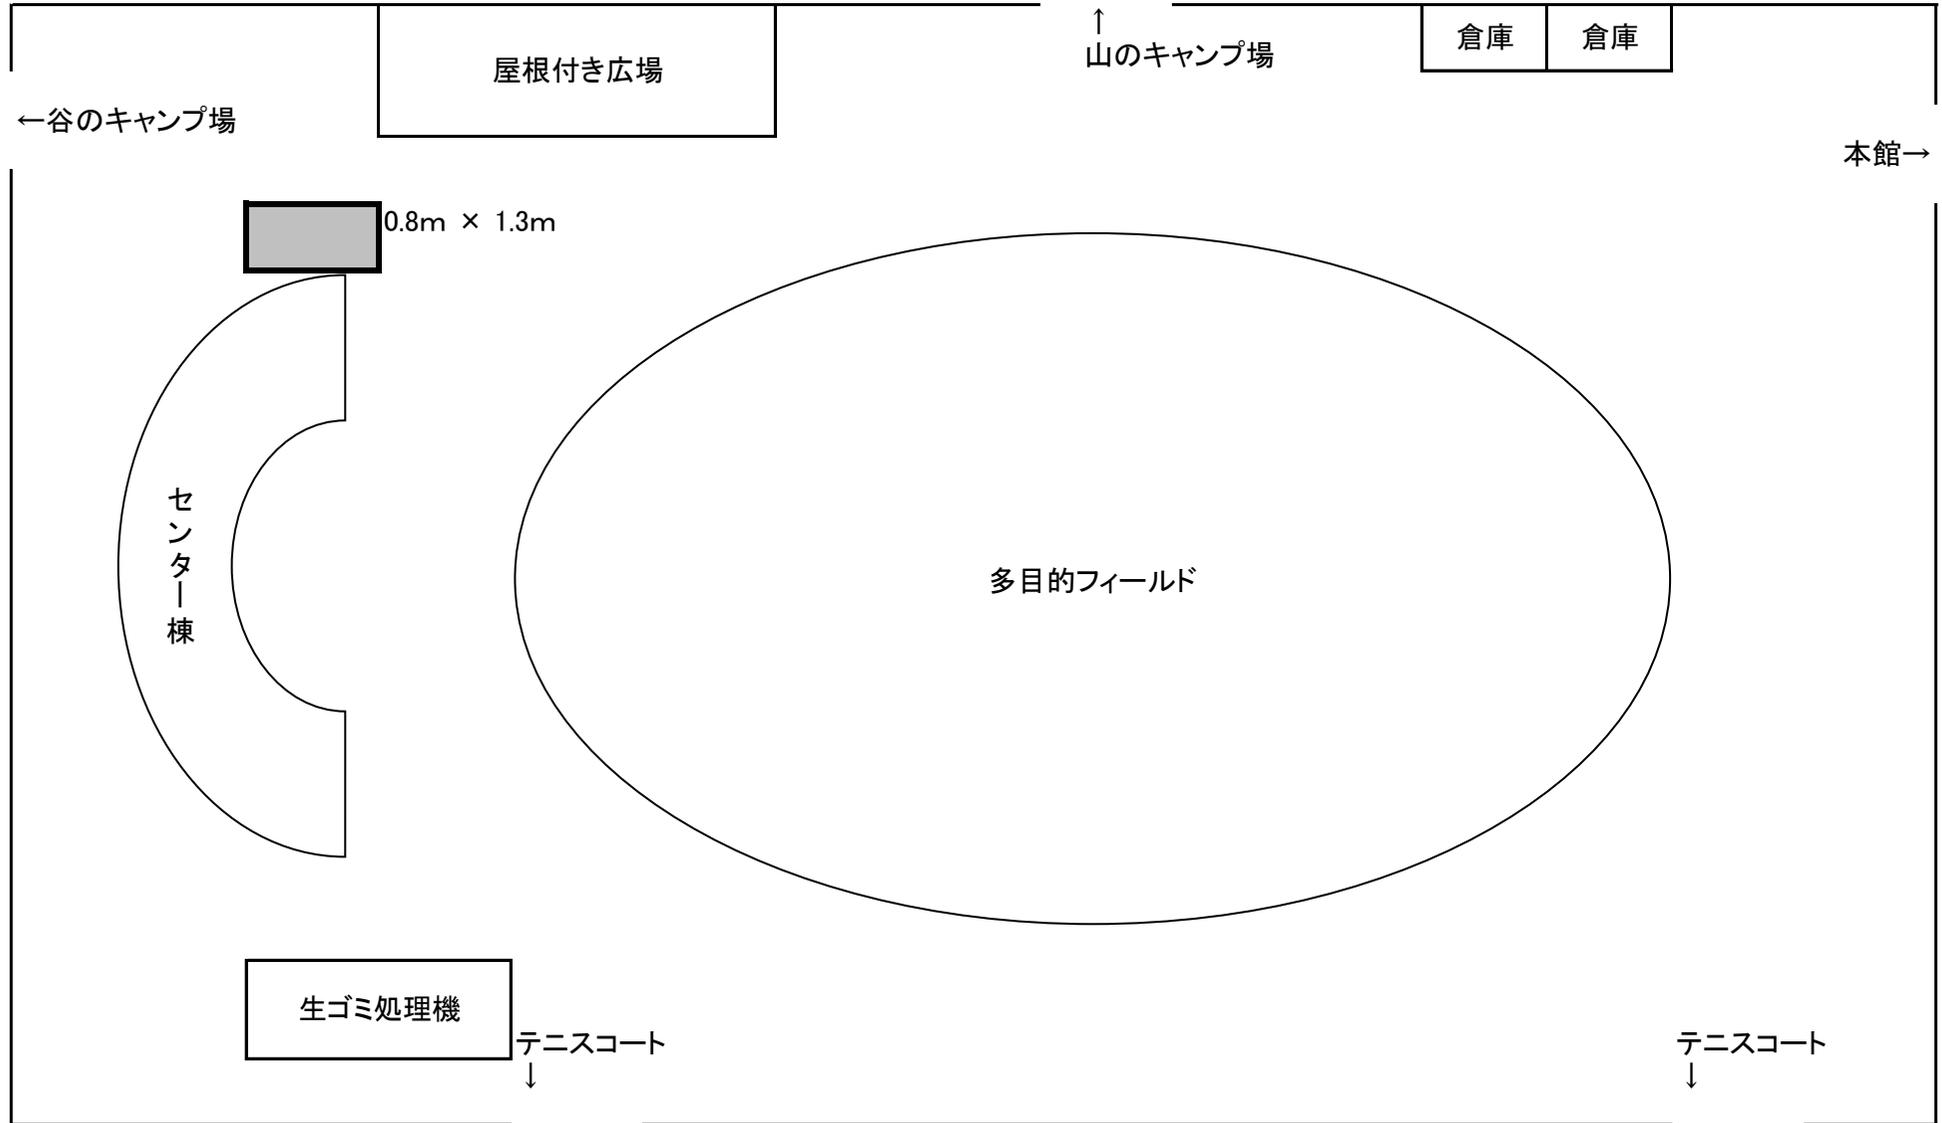 ↑
山のキャンプ場
倉庫
倉庫
屋根付き広場
←谷のキャンプ場
本館→
0.8m × 1.3m
センター棟
多目的フィールド
生ゴミ処理機
テニスコート
↓
テニスコート
↓